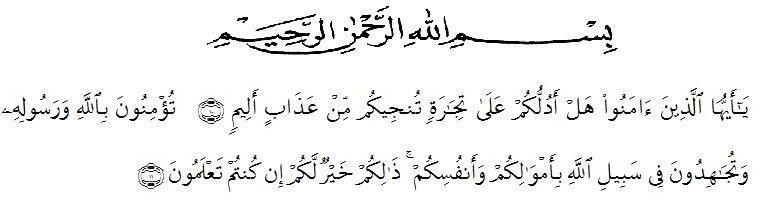 بِسْمِ اللهِ الرَّحْمٰنِ الرَّحِيْمِ
يَـٰٓأَيُّهَا ٱلَّذِينَ ءَامَنُوا۟ هَلْ أَدُلُّكُمْ عَلَىٰ تِجَـٰرَةٍ تُنجِيكُم مِّنْ عَذَابٍ أَلِيمٍ ۝ تُؤْمِنُونَ بِٱللَّهِ وَرَسُولِهِۦ
وَتُجَـٰهِدُونَ فِى سَبِيلِ ٱللَّهِ بِأَمْوَٰلِكُمْ وَأَنفُسِكُمْ ۚ ذَٰلِكُمْ خَيْرٌ لَّكُمْ إِن كُنتُمْ تَعْلَمُونَ ۝١١